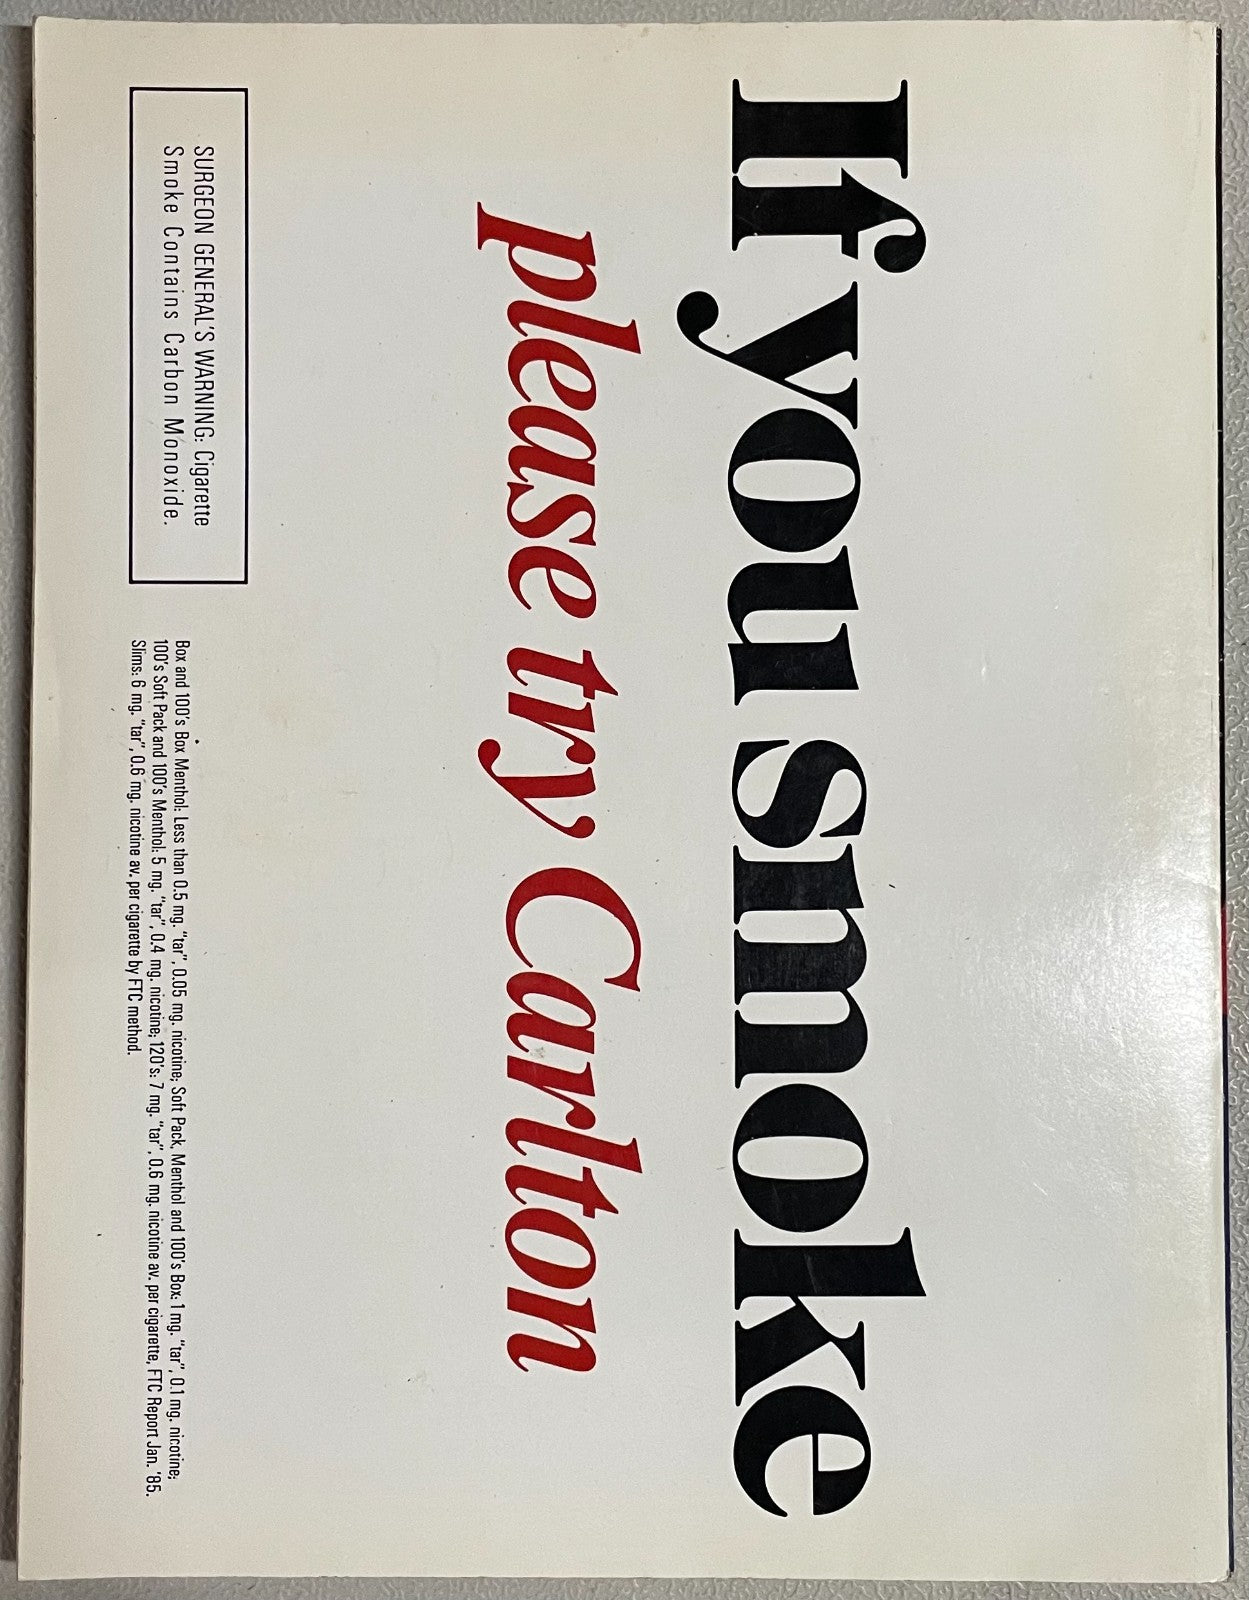 If you smoke
please try Carlton
SURGEON GENERAL'S WARNING: Cigarette
Smoke Contains Carbon Monoxide.
Box and 100's Box Menthol: Less than 0.5 mg. "tar", 0.05 mg. nicotine; Soft Pack, Menthol and 100's Box: 1 mg. "tar", 0.1 mg. nicotine;
100's Soft Pack and 100's Menthol: 5 mg. "tar", 0.4 mg. nicotine; 120's: 7 mg. "tar", 0.6 mg. nicotine av. per cigarette, FTC Report Jan. '85.
Slims: 6 mg. "tar", 0.6 mg. nicotine av. per cigarette by FTC method.